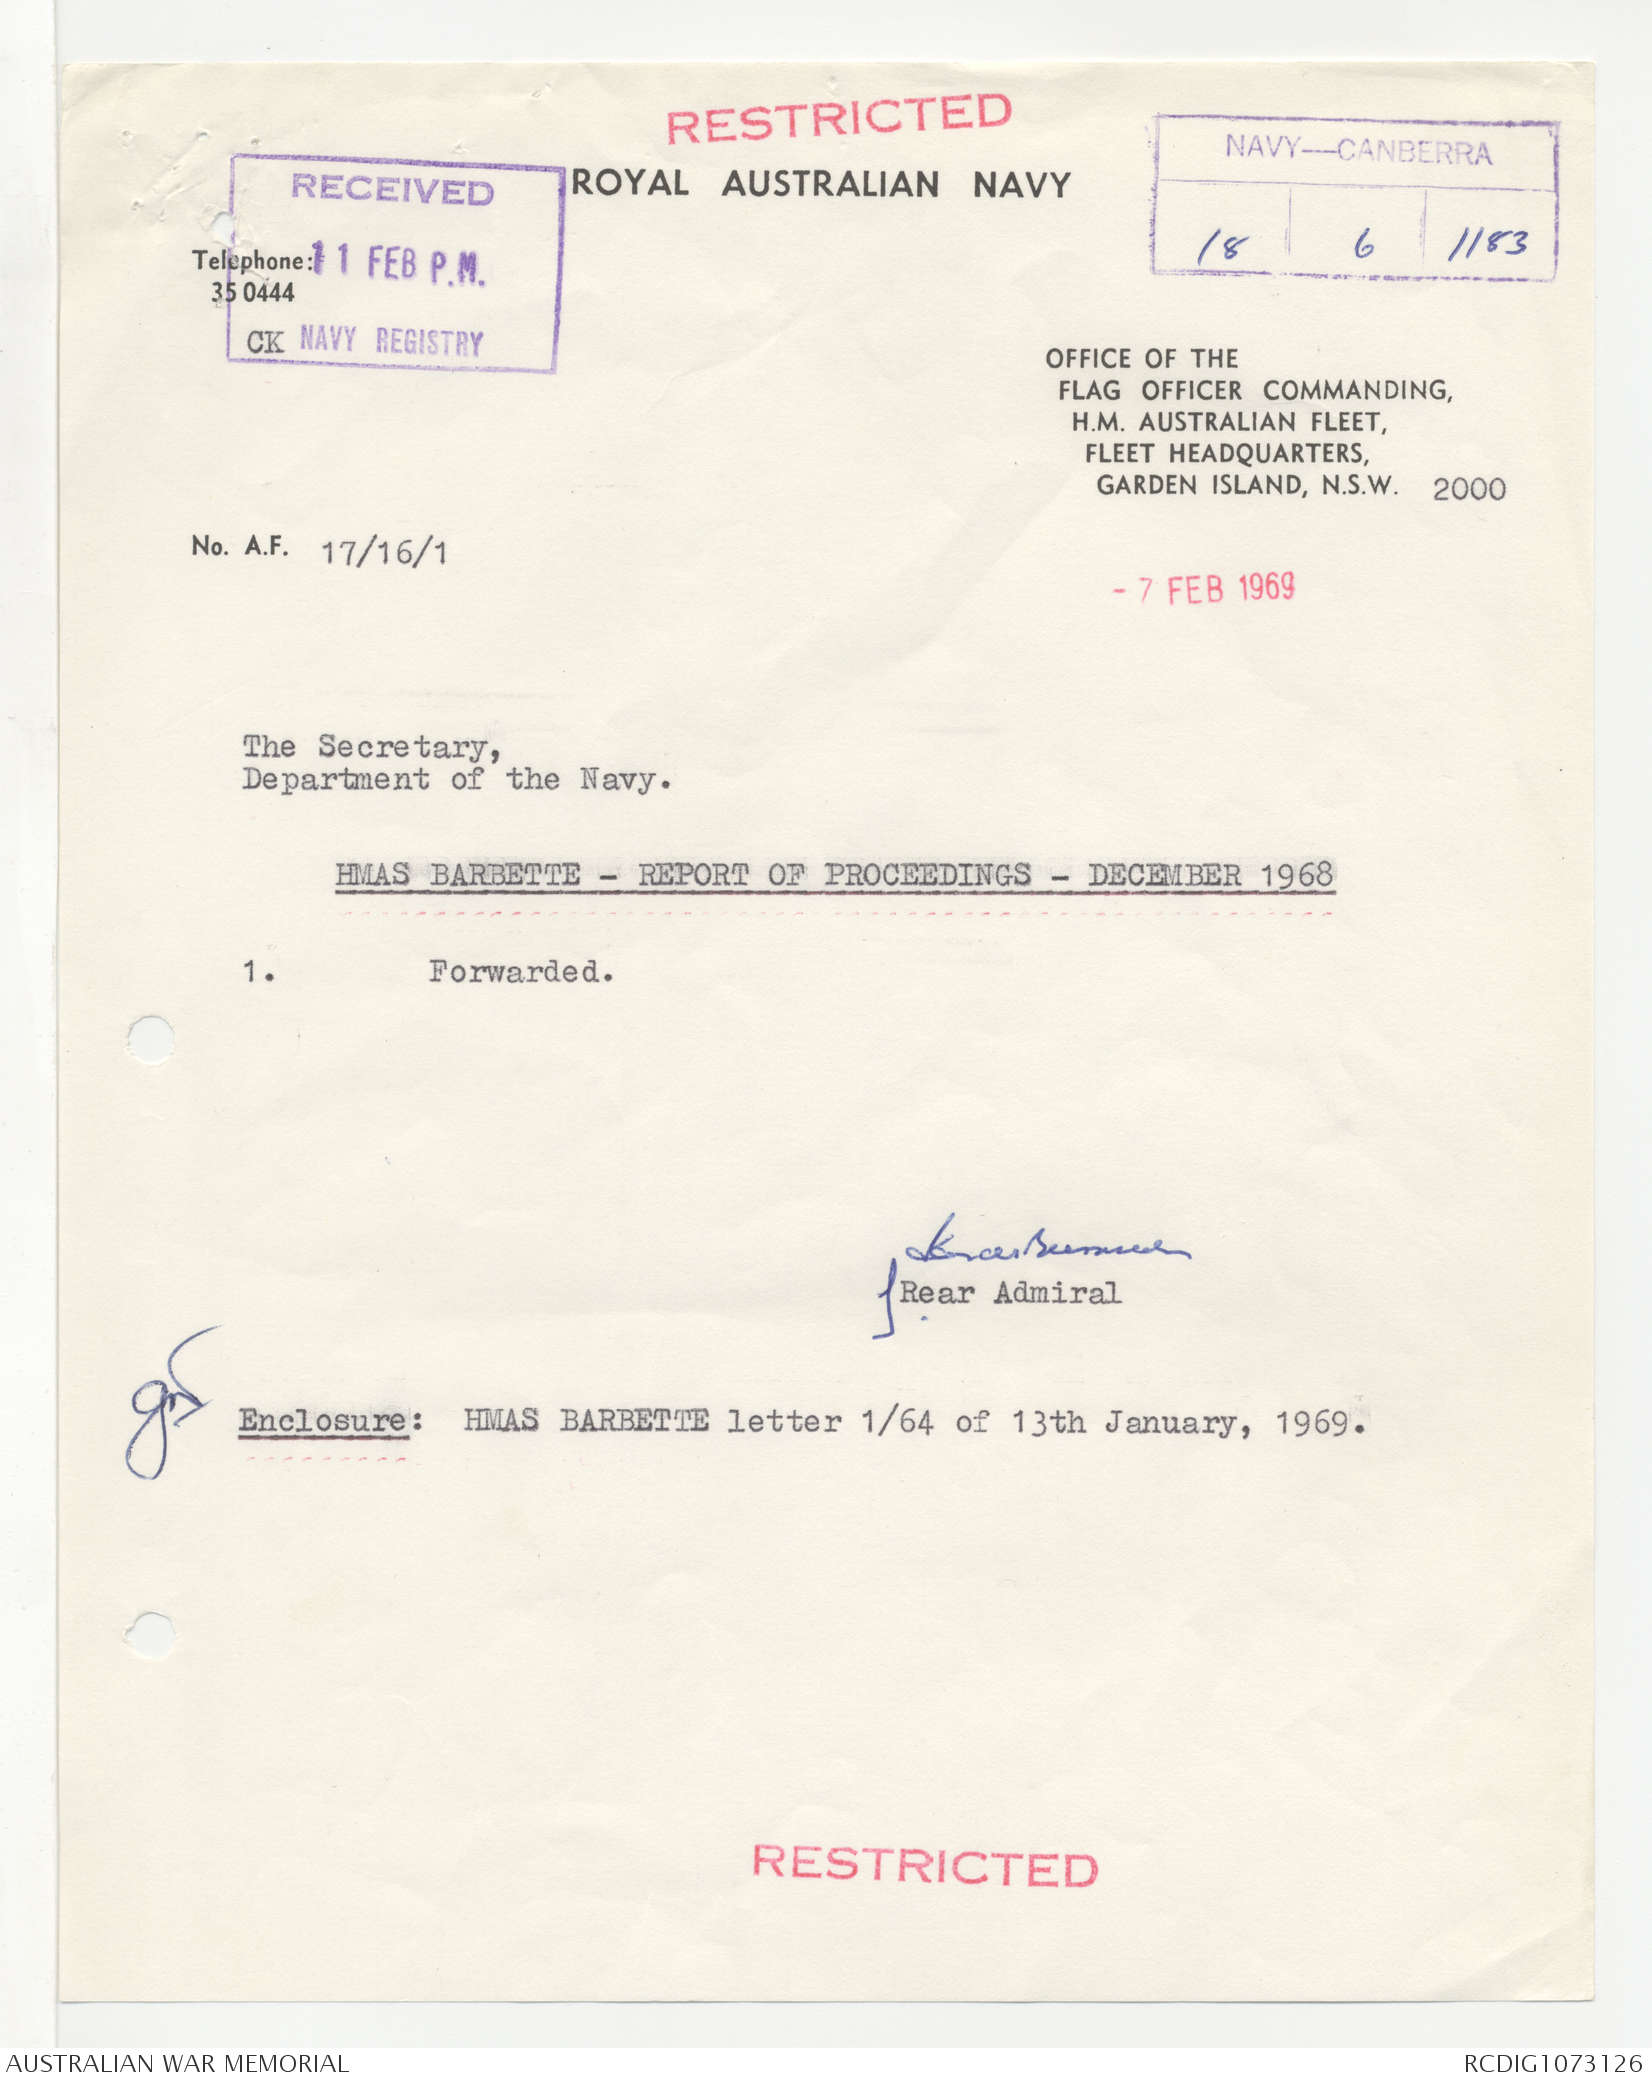 RESTRICTED
ROYAL AUSTRALIAN NAVY
RECEIVED
11 FEB P.M.
NAVY REGISTRY
NAVY—CANBERRA
18 6 1183
Telephone:
35 0444
CK
OFFICE OF THE
FLAG OFFICER COMMANDING,
H.M. AUSTRALIAN FLEET,
FLEET HEADQUARTERS,
GARDEN ISLAND, N.S.W. 2000
No. A.F. 17/16/1
- 7 FEB 1969
The Secretary,
Department of the Navy.
HMAS BARBETTE - REPORT OF PROCEEDINGS - DECEMBER 1968
1. Forwarded.
Rear Admiral
Enclosure: HMAS BARBETTE letter 1/64 of 13th January, 1969.
RESTRICTED
AUSTRALIAN WAR MEMORIAL
RCDIG1073126